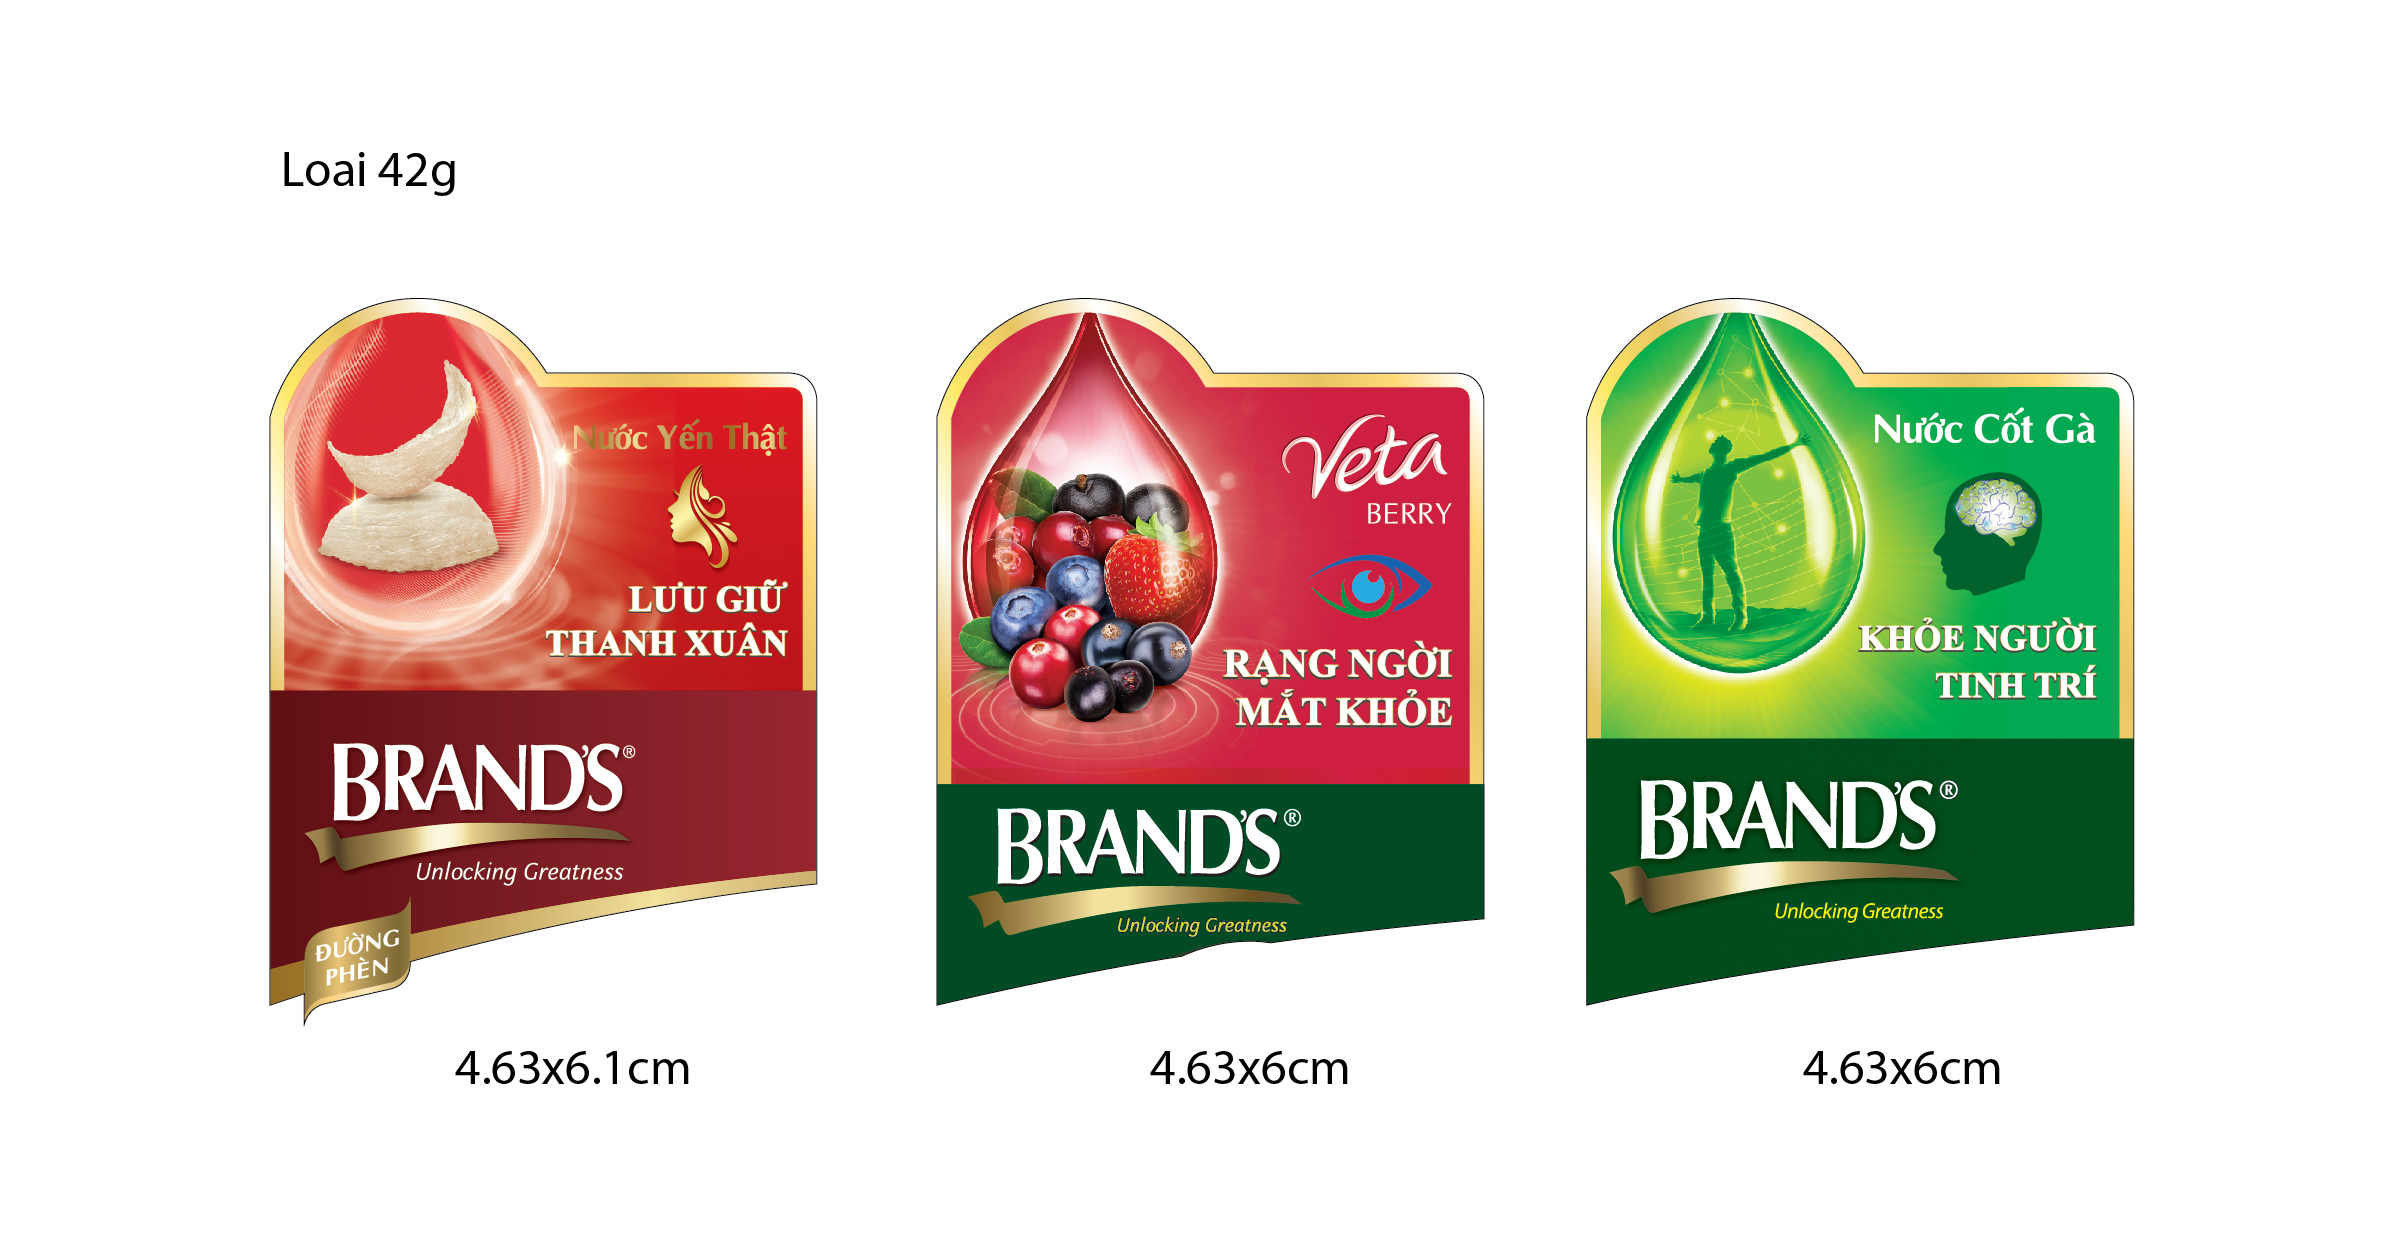 Loai 42g
Nước Yến Thật
LƯU GIỮ
THANH XUÂN
BRAND'S®
Unlocking Greatness
ĐƯỜNG
PHÈN
4.63x6.1cm
Veta
BERRY
RẠNG NGỜI
MẮT KHỎE
BRAND'S®
Unlocking Greatness
4.63x6cm
Nước Cốt Gà
KHỎE NGƯỜI
TINH TRÍ
BRAND'S®
Unlocking Greatness
4.63x6cm